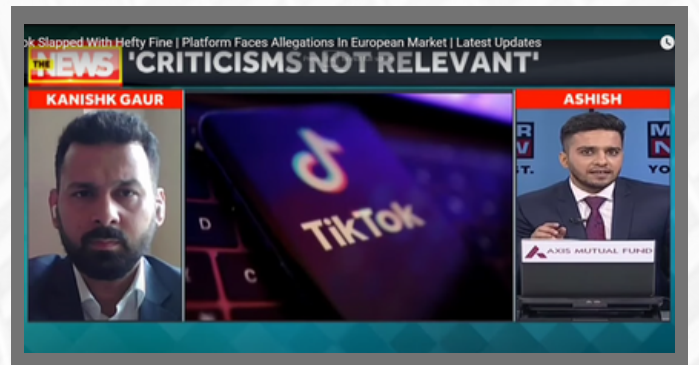 ok Slapped With Hefty Fine | Platform Faces Allegations In European Market | Latest Updates
THE NEWS 'CRITICISMS NOT RELEVANT'
KANISHK GAUR
ASHISH
TikTok
D
C
AXIS MUTUAL FUND